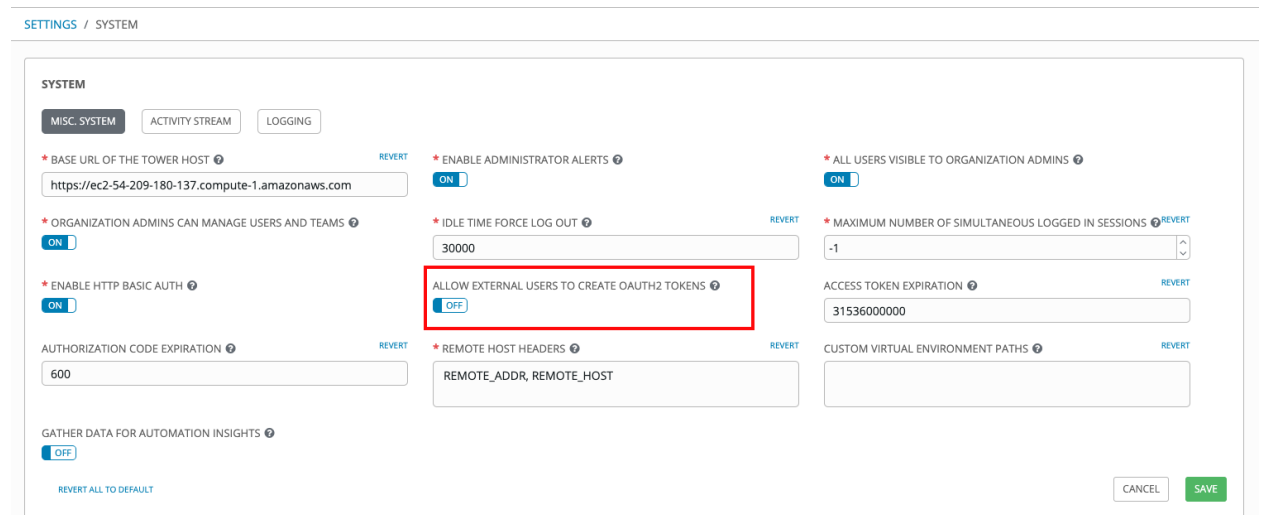 SETTINGS / SYSTEM
SYSTEM
MISC. SYSTEM ACTIVITY STREAM LOGGING
* BASE URL OF THE TOWER HOST ? REVERT * ENABLE ADMINISTRATOR ALERTS ? * ALL USERS VISIBLE TO ORGANIZATION ADMINS ?
https://ec2-54-209-180-137.compute-1.amazonaws.com ON ON
* ORGANIZATION ADMINS CAN MANAGE USERS AND TEAMS ? * IDLE TIME FORCE LOG OUT ? REVERT * MAXIMUM NUMBER OF SIMULTANEOUS LOGGED IN SESSIONS ? REVERT
ON 30000 -1
* ENABLE HTTP BASIC AUTH ? ALLOW EXTERNAL USERS TO CREATE OAUTH2 TOKENS ? ACCESS TOKEN EXPIRATION ? REVERT
ON OFF 31536000000
AUTHORIZATION CODE EXPIRATION ? REVERT * REMOTE HOST HEADERS ? REVERT CUSTOM VIRTUAL ENVIRONMENT PATHS ? REVERT
600 REMOTE_ADDR, REMOTE_HOST
GATHER DATA FOR AUTOMATION INSIGHTS ?
OFF
REVERT ALL TO DEFAULT CANCEL SAVE